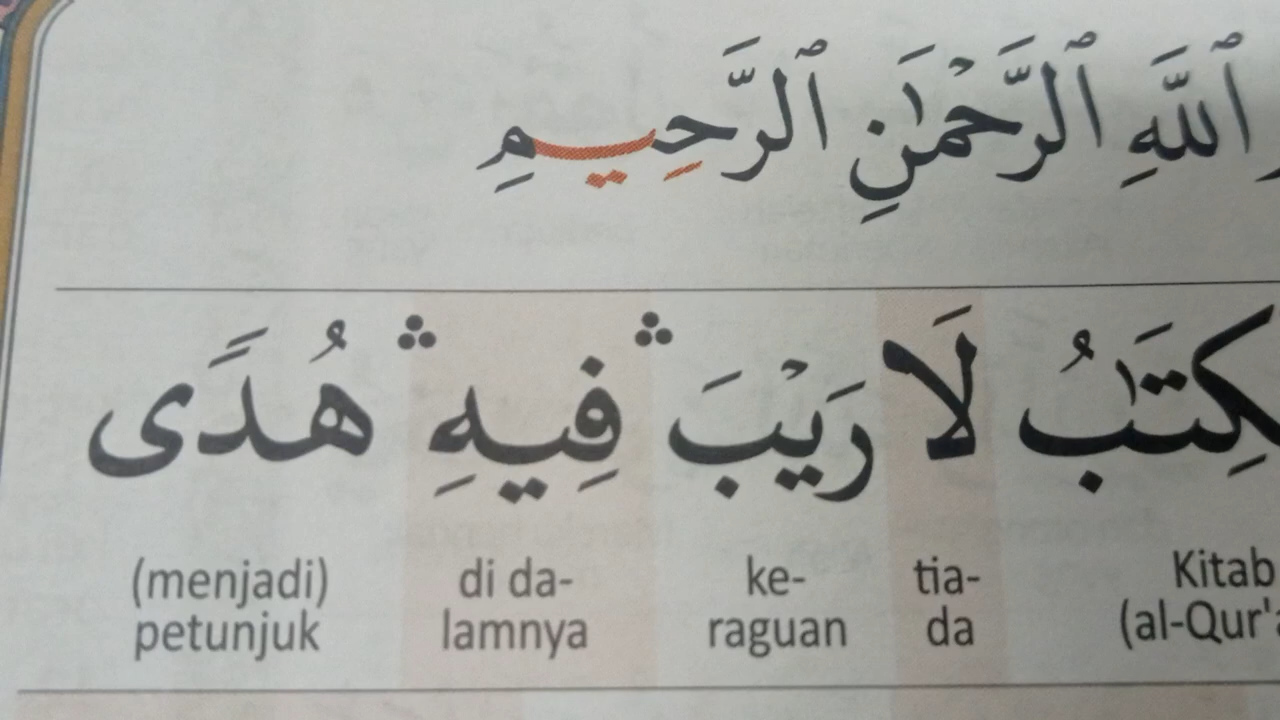 ٱللَّهِ ٱلرَّحْمَٰنِ ٱلرَّحِيمِ
لَا رَيْبَ ۛ فِيهِ ۛ هُدًى
Kitab tia- ke- di da- (menjadi)
da raguan lamnya petunjuk